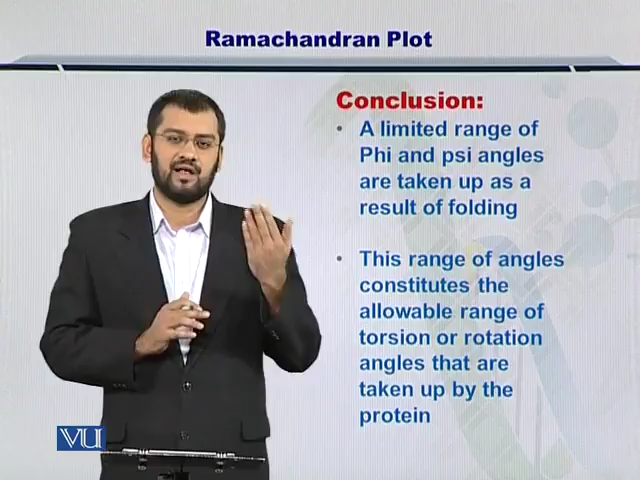 Ramachandran Plot
Conclusion:
• A limited range of
Phi and psi angles
are taken up as a
result of folding
• This range of angles
constitutes the
allowable range of
torsion or rotation
angles that are
taken up by the
protein
VU